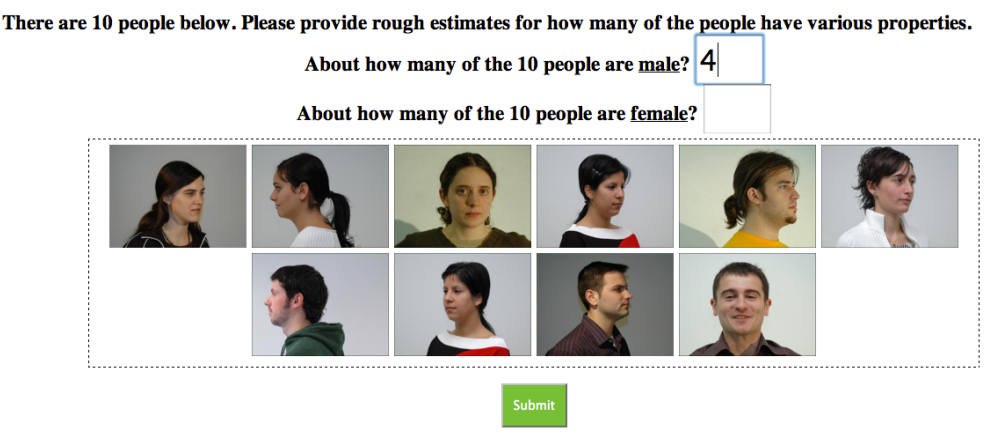 There are 10 people below. Please provide rough estimates for how many of the people have various properties.
About how many of the 10 people are male? 4
About how many of the 10 people are female?
Submit